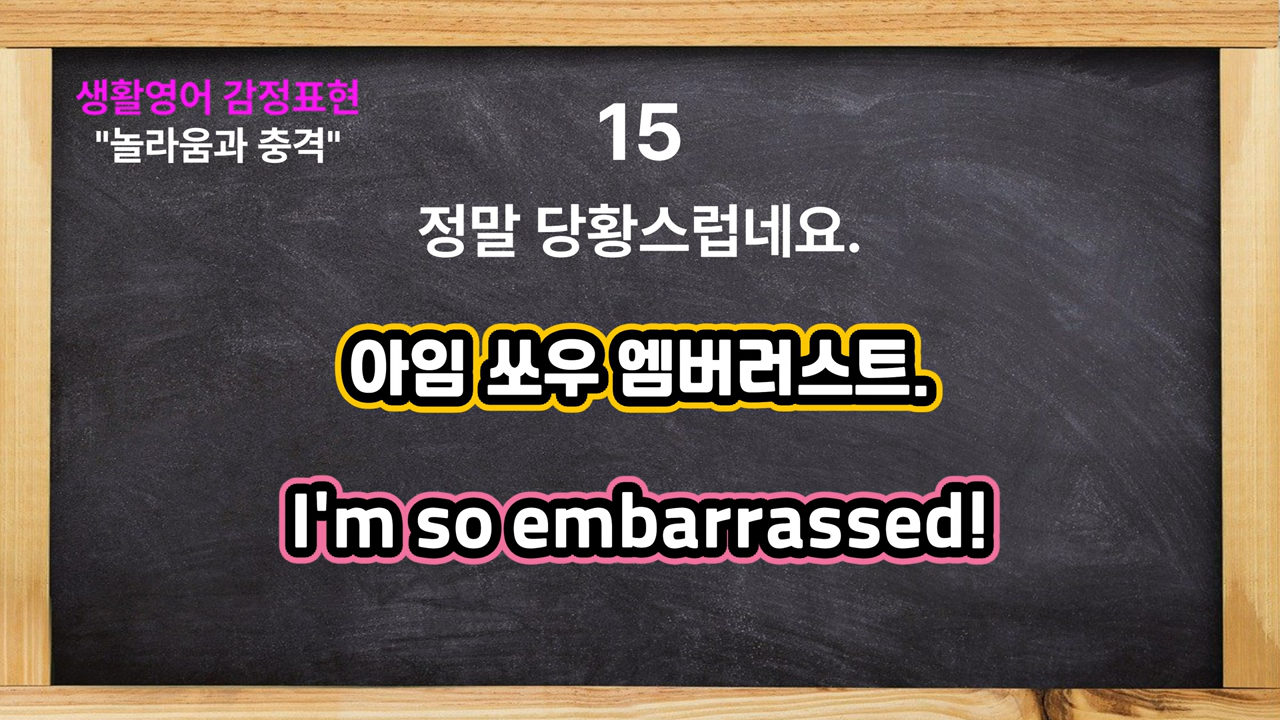 생활영어 감정표현
"놀라움과 충격"
15
정말 당황스럽네요.
아임 쏘우 엠버러스트.
I'm so embarrassed!